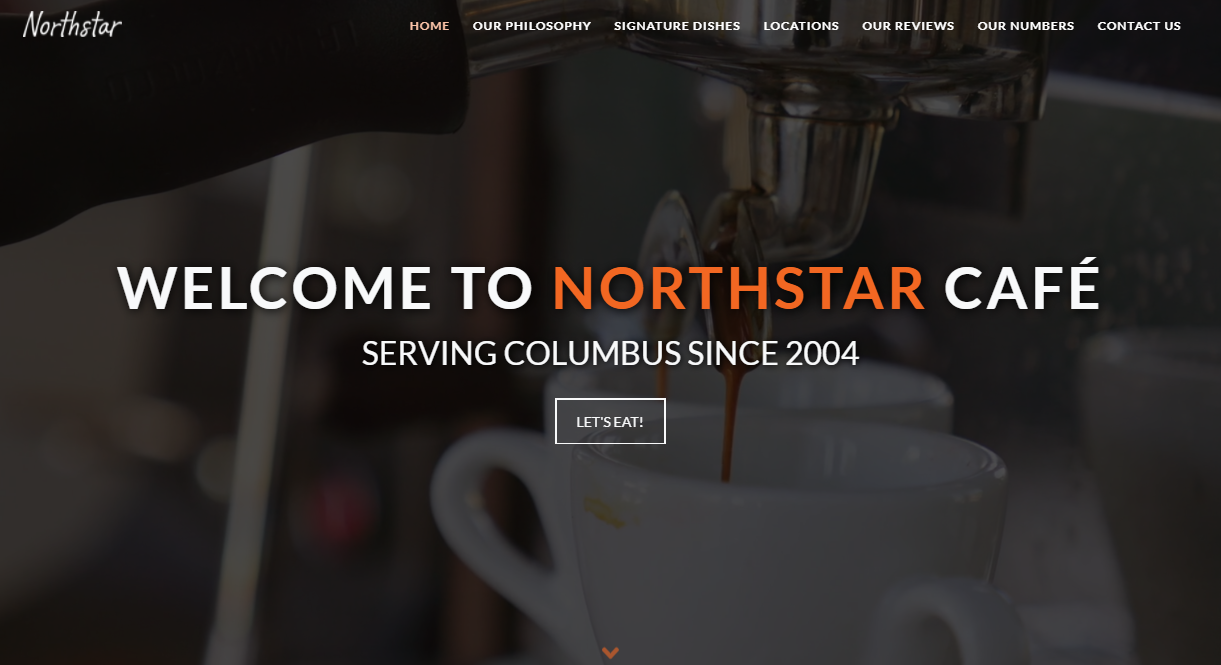 Northstar
HOME OUR PHILOSOPHY SIGNATURE DISHES LOCATIONS OUR REVIEWS OUR NUMBERS CONTACT US
WELCOME TO NORTHSTAR CAFÉ
SERVING COLUMBUS SINCE 2004
LET'S EAT!